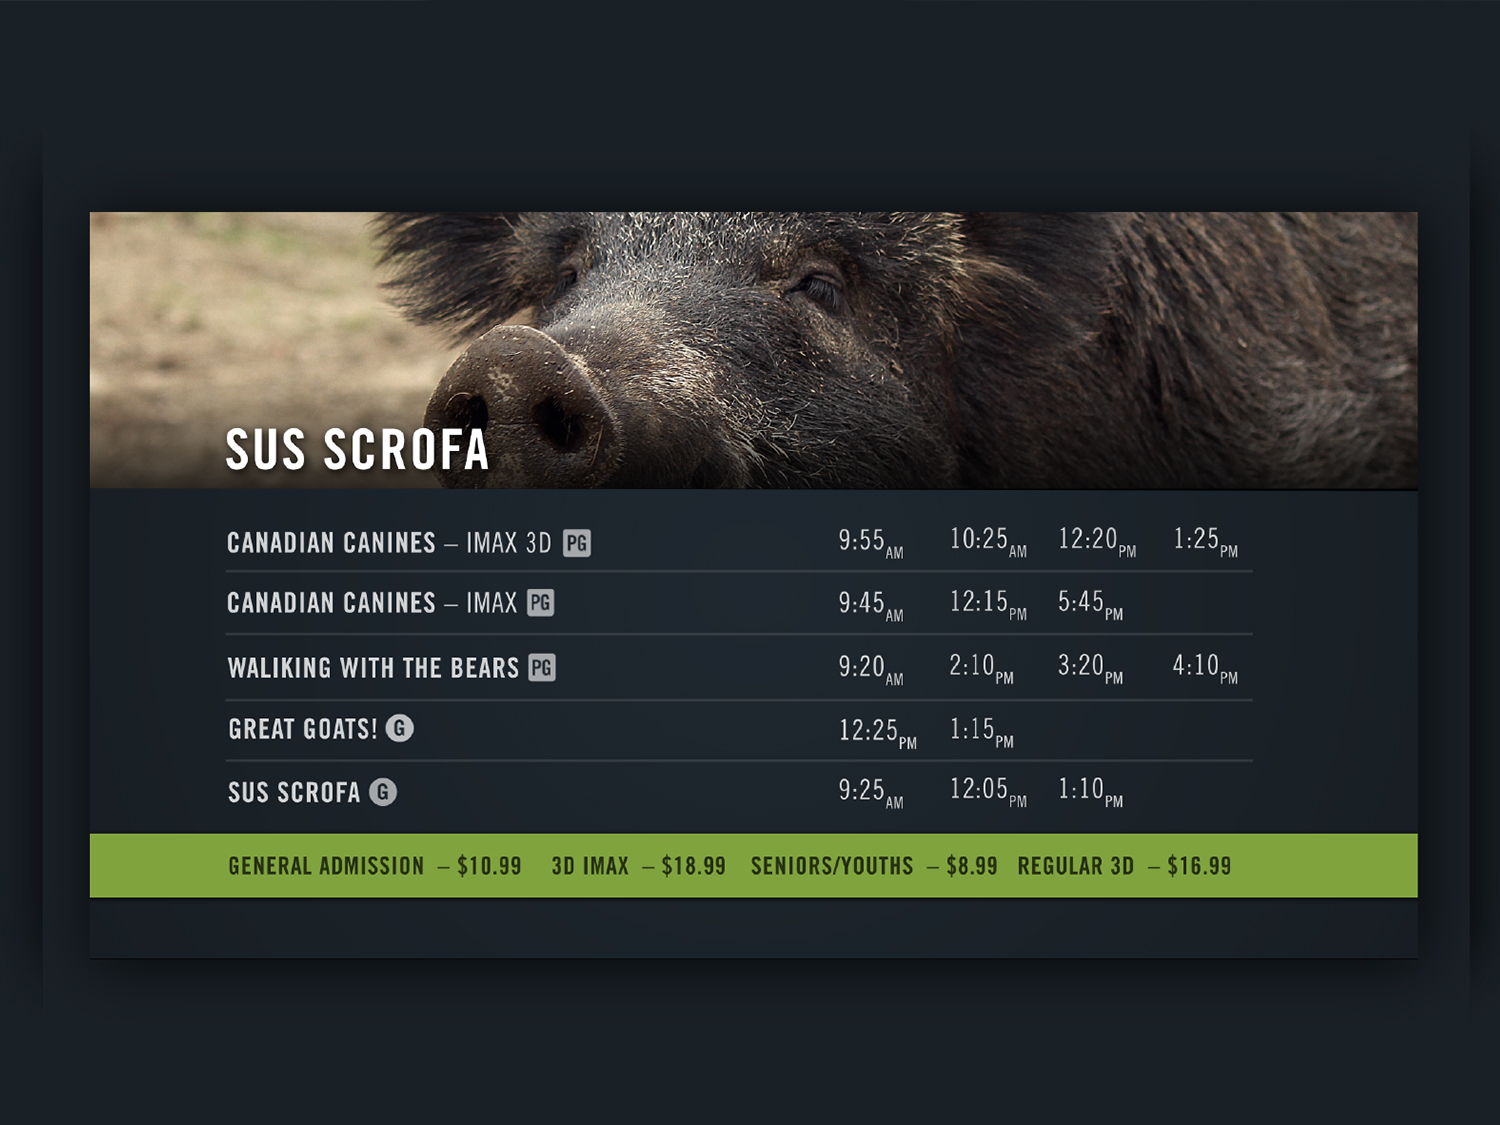 SUS SCROFA
CANADIAN CANINES – IMAX 3D PG 9:55AM 10:25AM 12:20PM 1:25PM
CANADIAN CANINES – IMAX PG 9:45AM 12:15PM 5:45PM
WALIKING WITH THE BEARS PG 9:20AM 2:10PM 3:20PM 4:10PM
GREAT GOATS! G 12:25PM 1:15PM
SUS SCROFA G 9:25AM 12:05PM 1:10PM
GENERAL ADMISSION – $10.99 3D IMAX – $18.99 SENIORS/YOUTHS – $8.99 REGULAR 3D – $16.99